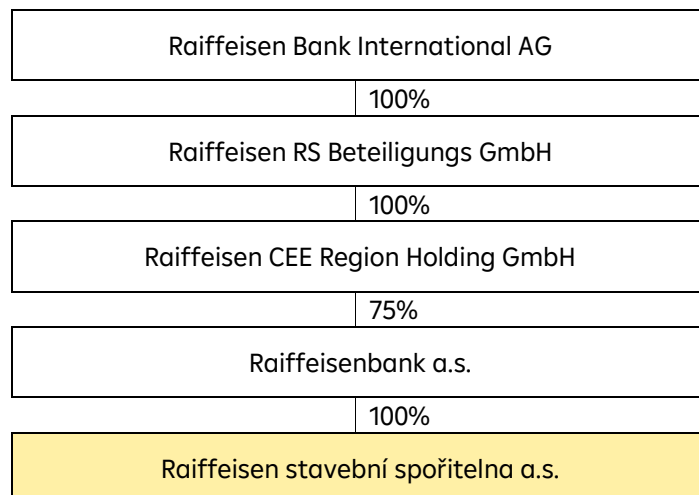 Raiffeisen Bank International AG
100%
Raiffeisen RS Beteiligungs GmbH
100%
Raiffeisen CEE Region Holding GmbH
75%
Raiffeisenbank a.s.
100%
Raiffeisen stavební spořitelna a.s.